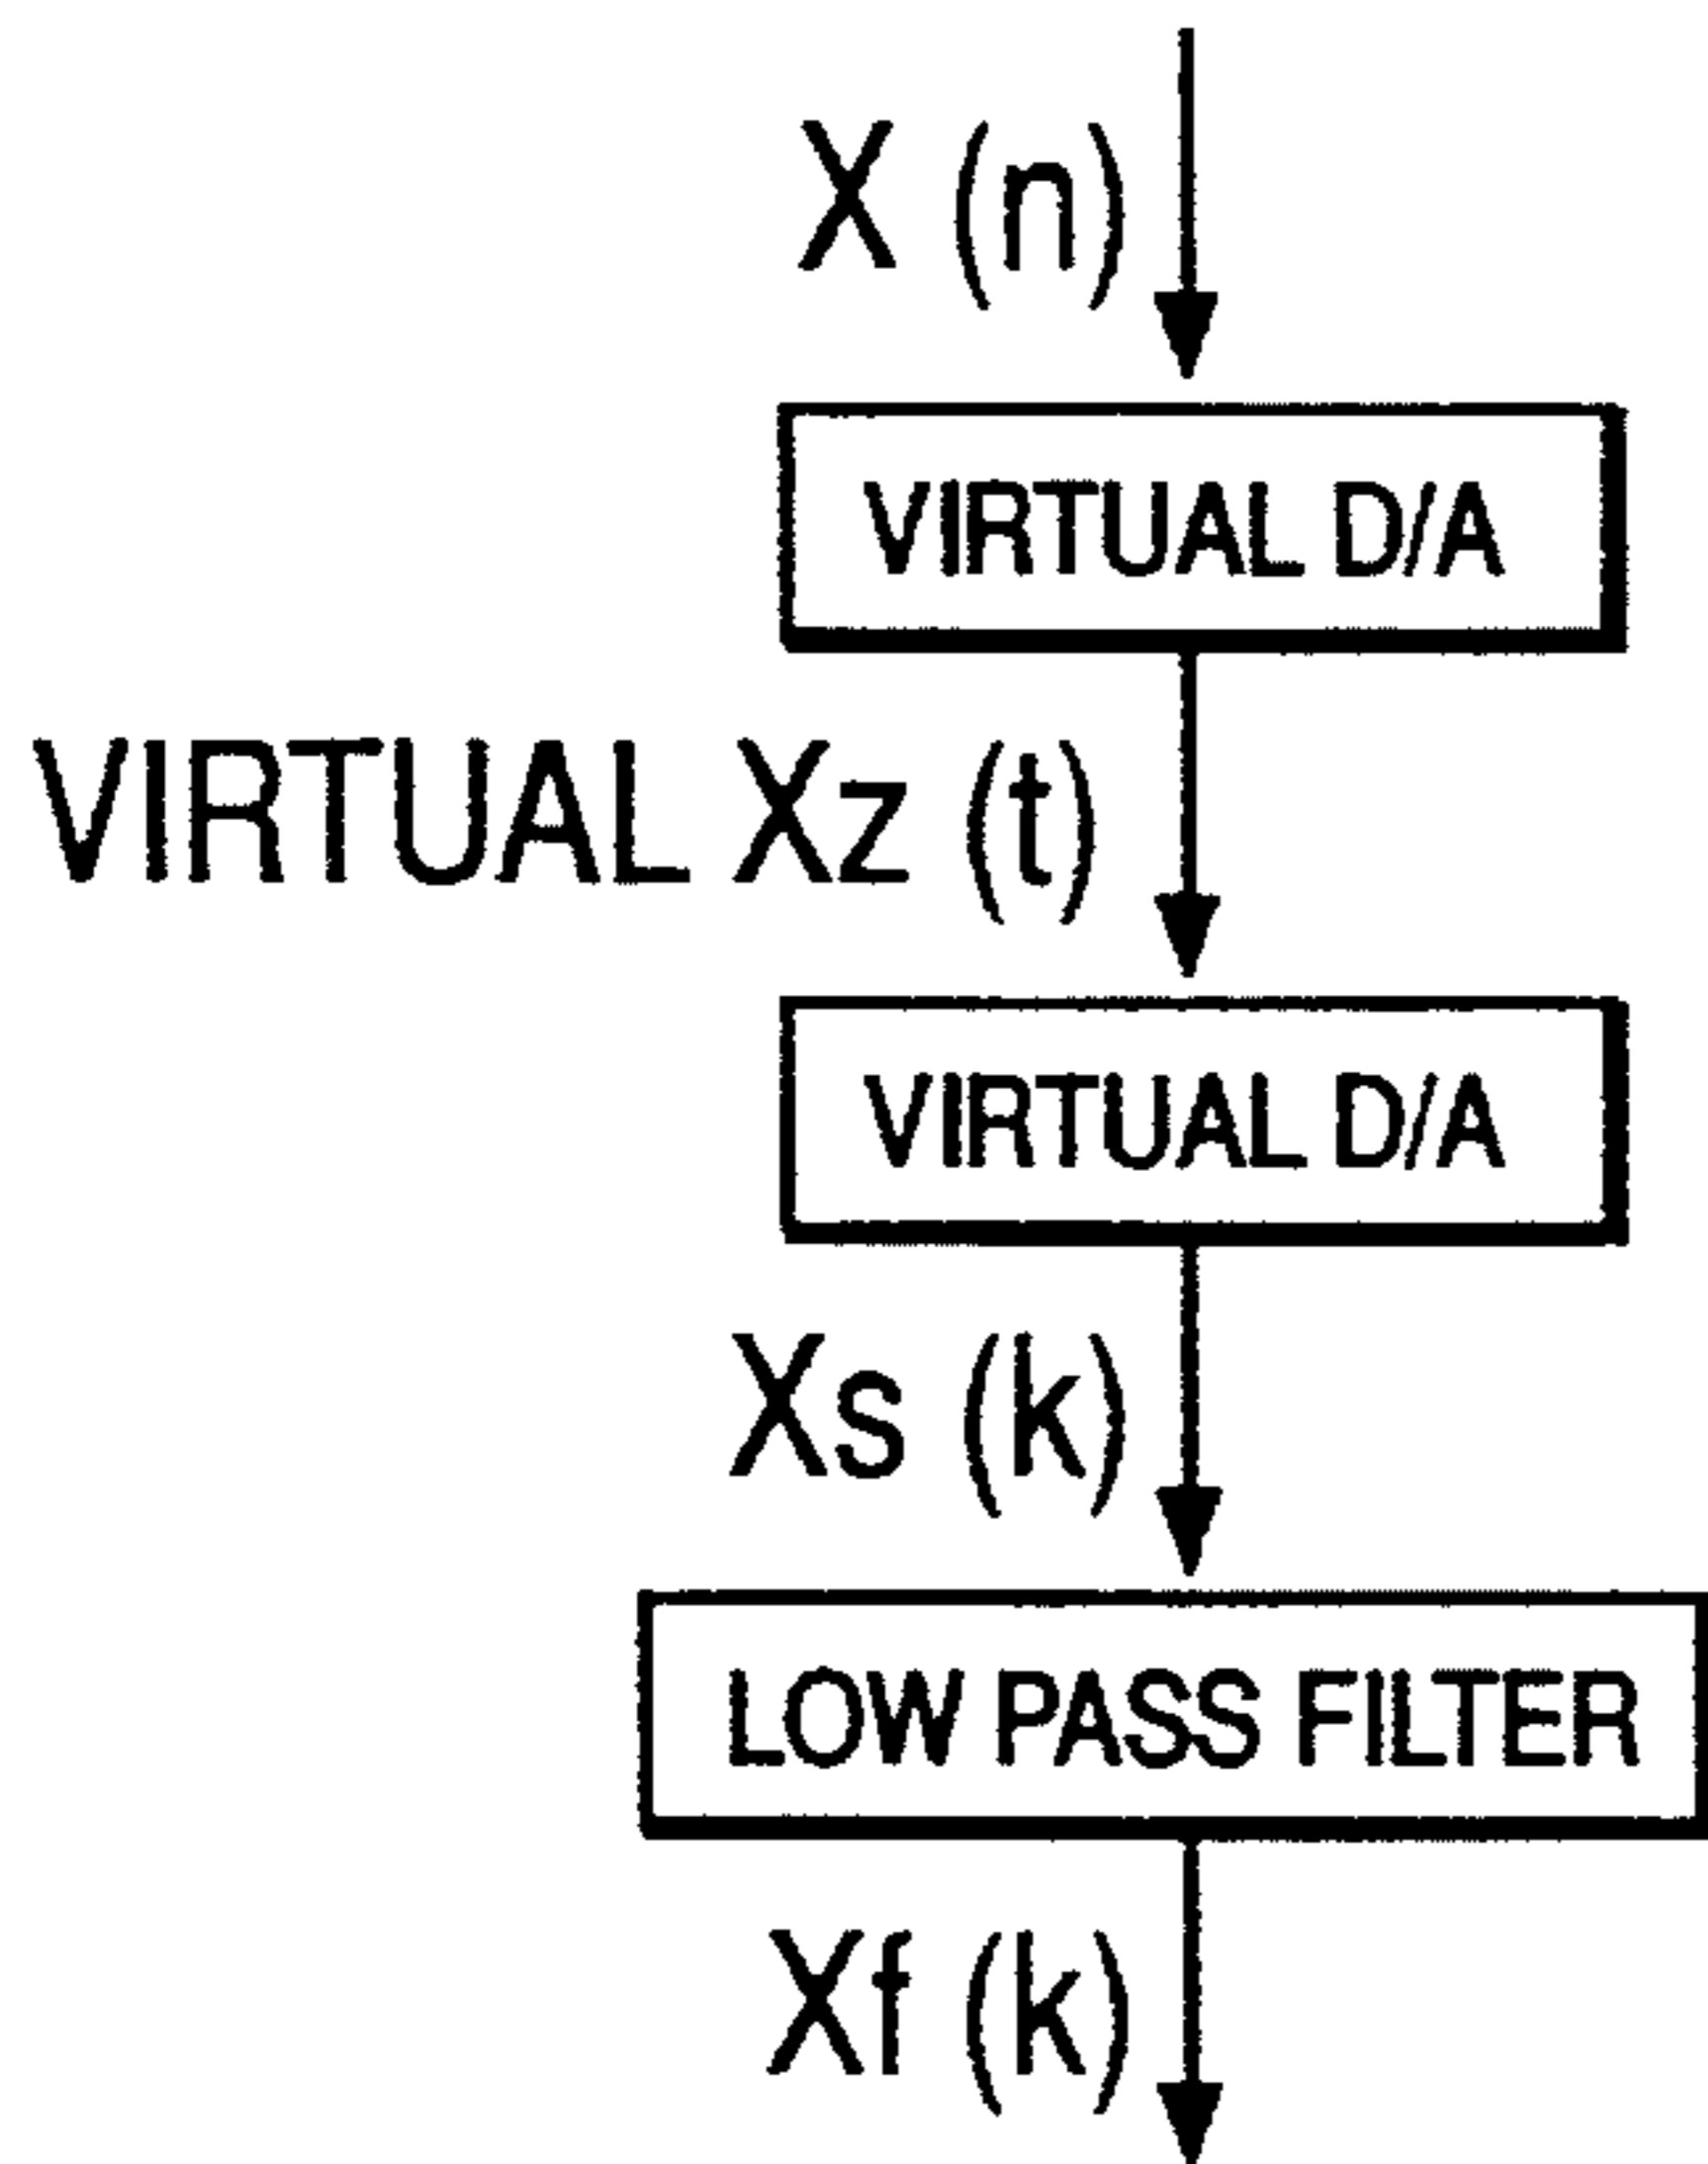 X (n)
VIRTUAL D/A
VIRTUAL Xz (t)
VIRTUAL D/A
Xs (k)
LOW PASS FILTER
Xf (k)